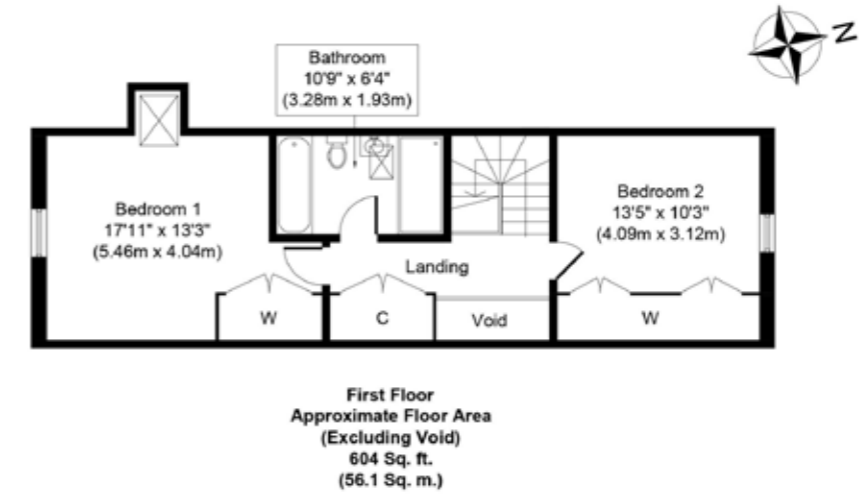 N
Bathroom
10'9" x 6'4"
(3.28m x 1.93m)
Bedroom 1
17'11" x 13'3"
(5.46m x 4.04m)
Bedroom 2
13'5" x 10'3"
(4.09m x 3.12m)
Landing
W
C
Void
W
First Floor
Approximate Floor Area
(Excluding Void)
604 Sq. ft.
(56.1 Sq. m.)